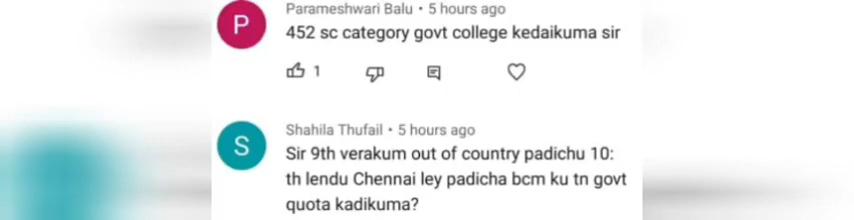 P
Parameshwari Balu • 5 hours ago
452 sc category govt college kedaikuma sir
1
S
Shahila Thufail • 5 hours ago
Sir 9th verakum out of country padichu 10:
th lendu Chennai ley padicha bcm ku tn govt
quota kadikuma?